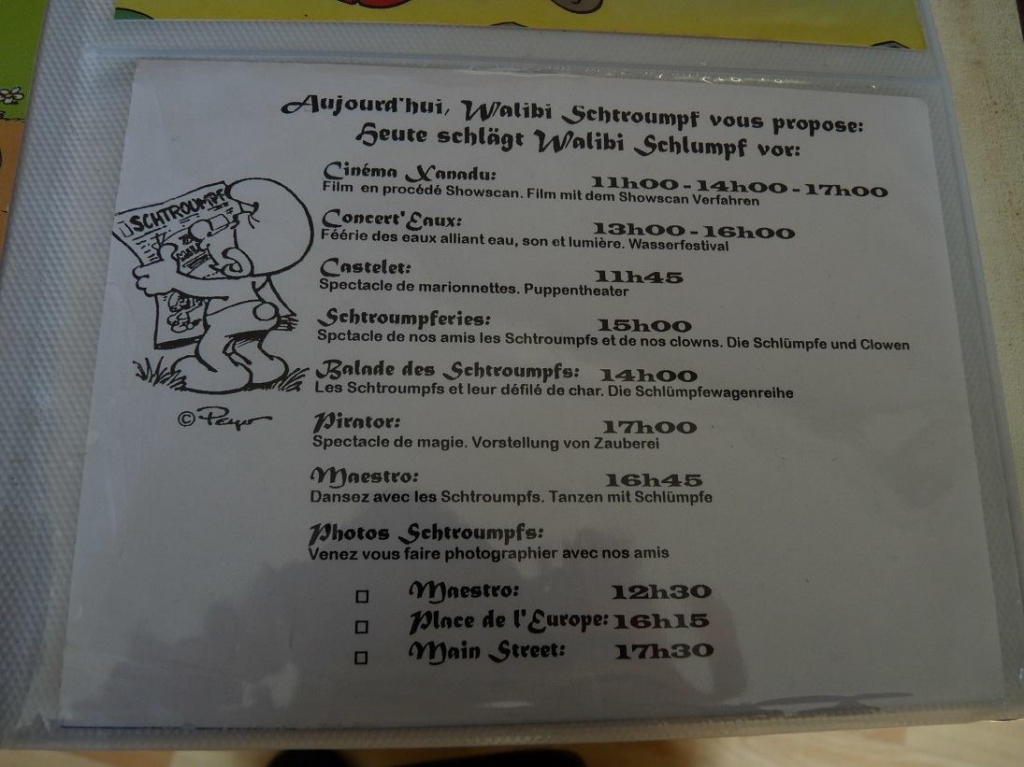 Aujourd'hui, Walibi Schtroumpf vous propose:
Heute schlägt Walibi Schlumpf vor:
Cinéma Xanadu: 11h00 - 14h00 - 17h00
Film en procédé Showscan. Film mit dem Showscan Verfahren
SCHTROUMPF
Concert'Eaux: 13h00 - 16h00
Féérie des eaux alliant eau, son et lumière. Wasserfestival
Castelet: 11h45
Spectacle de marionnettes. Puppentheater
Schtroumpferies: 15h00
Spctacle de nos amis les Schtroumpfs et de nos clowns. Die Schlümpfe und Clowen
Balade des Schtroumpfs: 14h00
Les Schtroumpfs et leur défilé de char. Die Schlümpfewagenreihe
© Peyo
Pirator: 17h00
Spectacle de magie. Vorstellung von Zauberei
Maestro: 16h45
Dansez avec les Schtroumpfs. Tanzen mit Schlümpfe
Photos Schtroumpfs:
Venez vous faire photographier avec nos amis
Maestro: 12h30
Place de l'Europe: 16h15
Main Street: 17h30